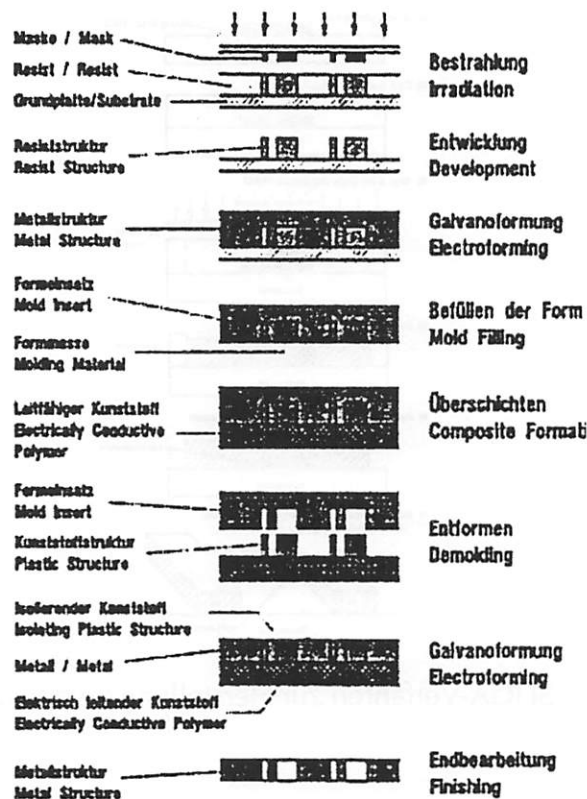 Maske / Mask
Resist / Resist
Grundplatte/Substrate
Bestrahlung
Irradiation
Resiststruktur
Resist Structure
Entwicklung
Development
Metallstruktur
Metal Structure
Galvanoformung
Electroforming
Formeinsatz
Mold Insert
Formmasse
Molding Material
Befüllen der Form
Mold Filling
Leitfähiger Kunststoff
Electrically Conductive
Polymer
Überschichten
Composite Formati
Formeinsatz
Mold Insert
Kunststoffstruktur
Plastic Structure
Entformen
Demolding
Isolierender Kunststoff
Isolating Plastic Structure
Metall / Metal
Elektrisch leitender Kunststoff
Electrically Conductive Polymer
Galvanoformung
Electroforming
Metallstruktur
Metal Structure
Endbearbeitung
Finishing